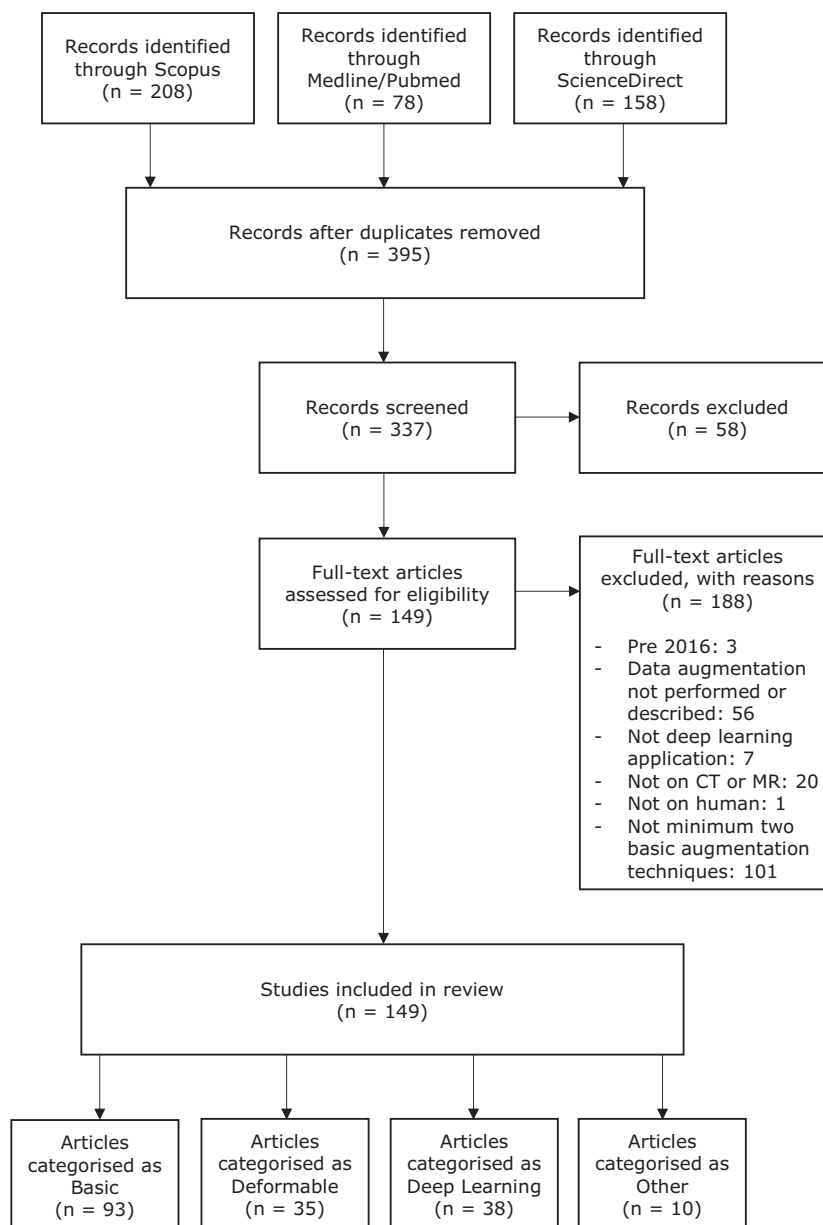 Records identified
through Scopus
(n = 208)
Records identified
through
Medline/Pubmed
(n = 78)
Records identified
through
ScienceDirect
(n = 158)
Records after duplicates removed
(n = 395)
Records screened
(n = 337)
Records excluded
(n = 58)
Full-text articles
assessed for eligibility
(n = 149)
Full-text articles
excluded, with reasons
(n = 188)
- Pre 2016: 3
- Data augmentation
not performed or
described: 56
- Not deep learning
application: 7
- Not on CT or MR: 20
- Not on human: 1
- Not minimum two
basic augmentation
techniques: 101
Studies included in review
(n = 149)
Articles
categorised as
Basic
(n = 93)
Articles
categorised as
Deformable
(n = 35)
Articles
categorised as
Deep Learning
(n = 38)
Articles
categorised as
Other
(n = 10)